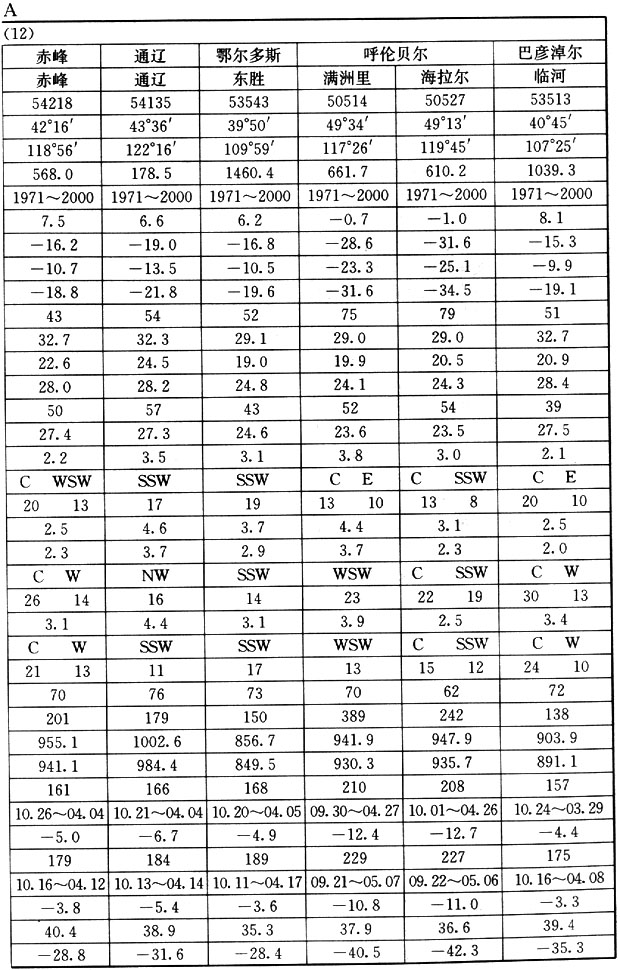 A
(12)
赤峰 通辽 鄂尔多斯 呼伦贝尔 巴彦淖尔
赤峰 通辽 东胜 满洲里 海拉尔 临河
54218 54135 53543 50514 50527 53513
42°16′ 43°36′ 39°50′ 49°34′ 49°13′ 40°45′
118°56′ 122°16′ 109°59′ 117°26′ 119°45′ 107°25′
568.0 178.5 1460.4 661.7 610.2 1039.3
1971～2000 1971～2000 1971～2000 1971～2000 1971～2000 1971～2000
7.5 6.6 6.2 －0.7 －1.0 8.1
－16.2 －19.0 －16.8 －28.6 －31.6 －15.3
－10.7 －13.5 －10.5 －23.3 －25.1 －9.9
－18.8 －21.8 －19.6 －31.6 －34.5 －19.1
43 54 52 75 79 51
32.7 32.3 29.1 29.0 29.0 32.7
22.6 24.5 19.0 19.9 20.5 20.9
28.0 28.2 24.8 24.1 24.3 28.4
50 57 43 52 54 39
27.4 27.3 24.6 23.6 23.5 27.5
2.2 3.5 3.1 3.8 3.0 2.1
C WSW SSW SSW C E C SSW C E
20 13 17 19 13 10 13 8 20 10
2.5 4.6 3.7 4.4 3.1 2.5
2.3 3.7 2.9 3.7 2.3 2.0
C W NW SSW WSW C SSW C W
26 14 16 14 23 22 19 30 13
3.1 4.4 3.1 3.9 2.5 3.4
C W SSW SSW WSW C SSW C W
21 13 11 17 13 15 12 24 10
70 76 73 70 62 72
201 179 150 389 242 138
955.1 1002.6 856.7 941.9 947.9 903.9
941.1 984.4 849.5 930.3 935.7 891.1
161 166 168 210 208 157
10.26～04.04 10.21～04.04 10.20～04.05 09.30～04.27 10.01～04.26 10.24～03.29
－5.0 －6.7 －4.9 －12.4 －12.7 －4.4
179 184 189 229 227 175
10.16～04.12 10.13～04.14 10.11～04.17 09.21～05.07 09.22～05.06 10.16～04.08
－3.8 －5.4 －3.6 －10.8 －11.0 －3.3
40.4 38.9 35.3 37.9 36.6 39.4
－28.8 －31.6 －28.4 －40.5 －42.3 －35.3